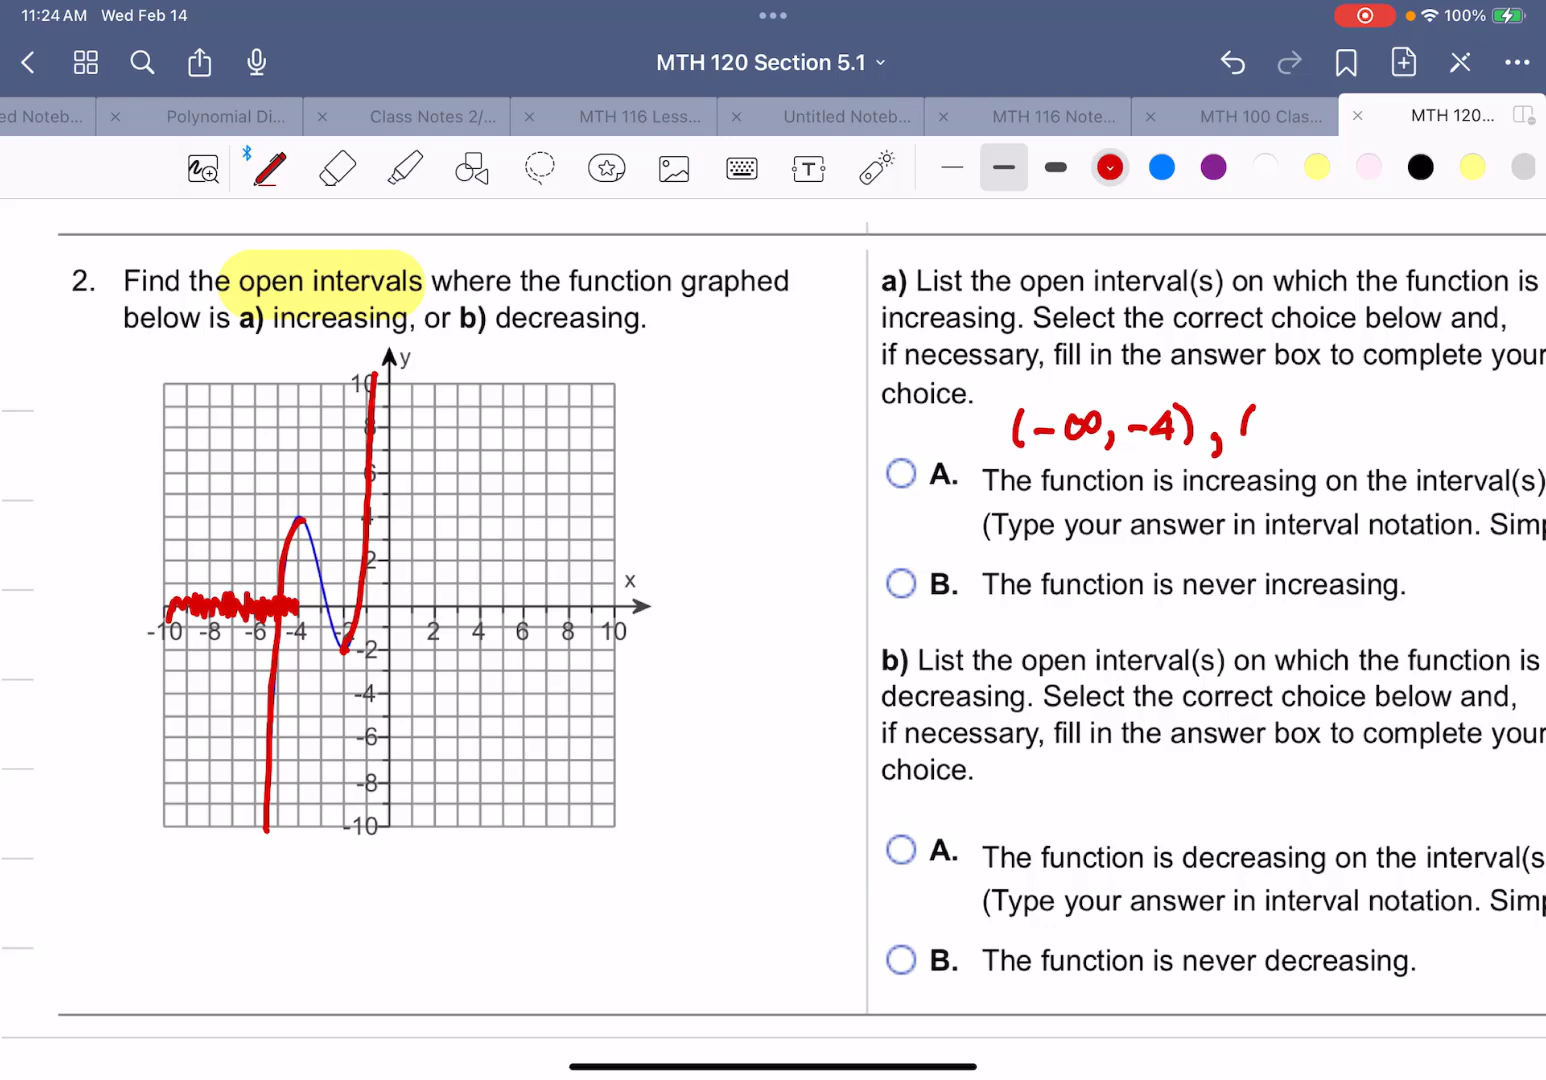 11:24 AM Wed Feb 14
100%
MTH 120 Section 5.1
ed Noteb...
Polynomial Di...
Class Notes 2/...
MTH 116 Less...
Untitled Noteb...
MTH 116 Note...
MTH 100 Clas...
MTH 120...
2. Find the open intervals where the function graphed
below is a) increasing, or b) decreasing.
y
10
8
6
4
2
x
-10 -8 -6 -4 -2 2 4 6 8 10
-2
-4
-6
-8
-10
a) List the open interval(s) on which the function is
increasing. Select the correct choice below and,
if necessary, fill in the answer box to complete your
choice.
(-∞, -4), (
A. The function is increasing on the interval(s)
(Type your answer in interval notation. Simp
B. The function is never increasing.
b) List the open interval(s) on which the function is
decreasing. Select the correct choice below and,
if necessary, fill in the answer box to complete your
choice.
A. The function is decreasing on the interval(s
(Type your answer in interval notation. Simp
B. The function is never decreasing.